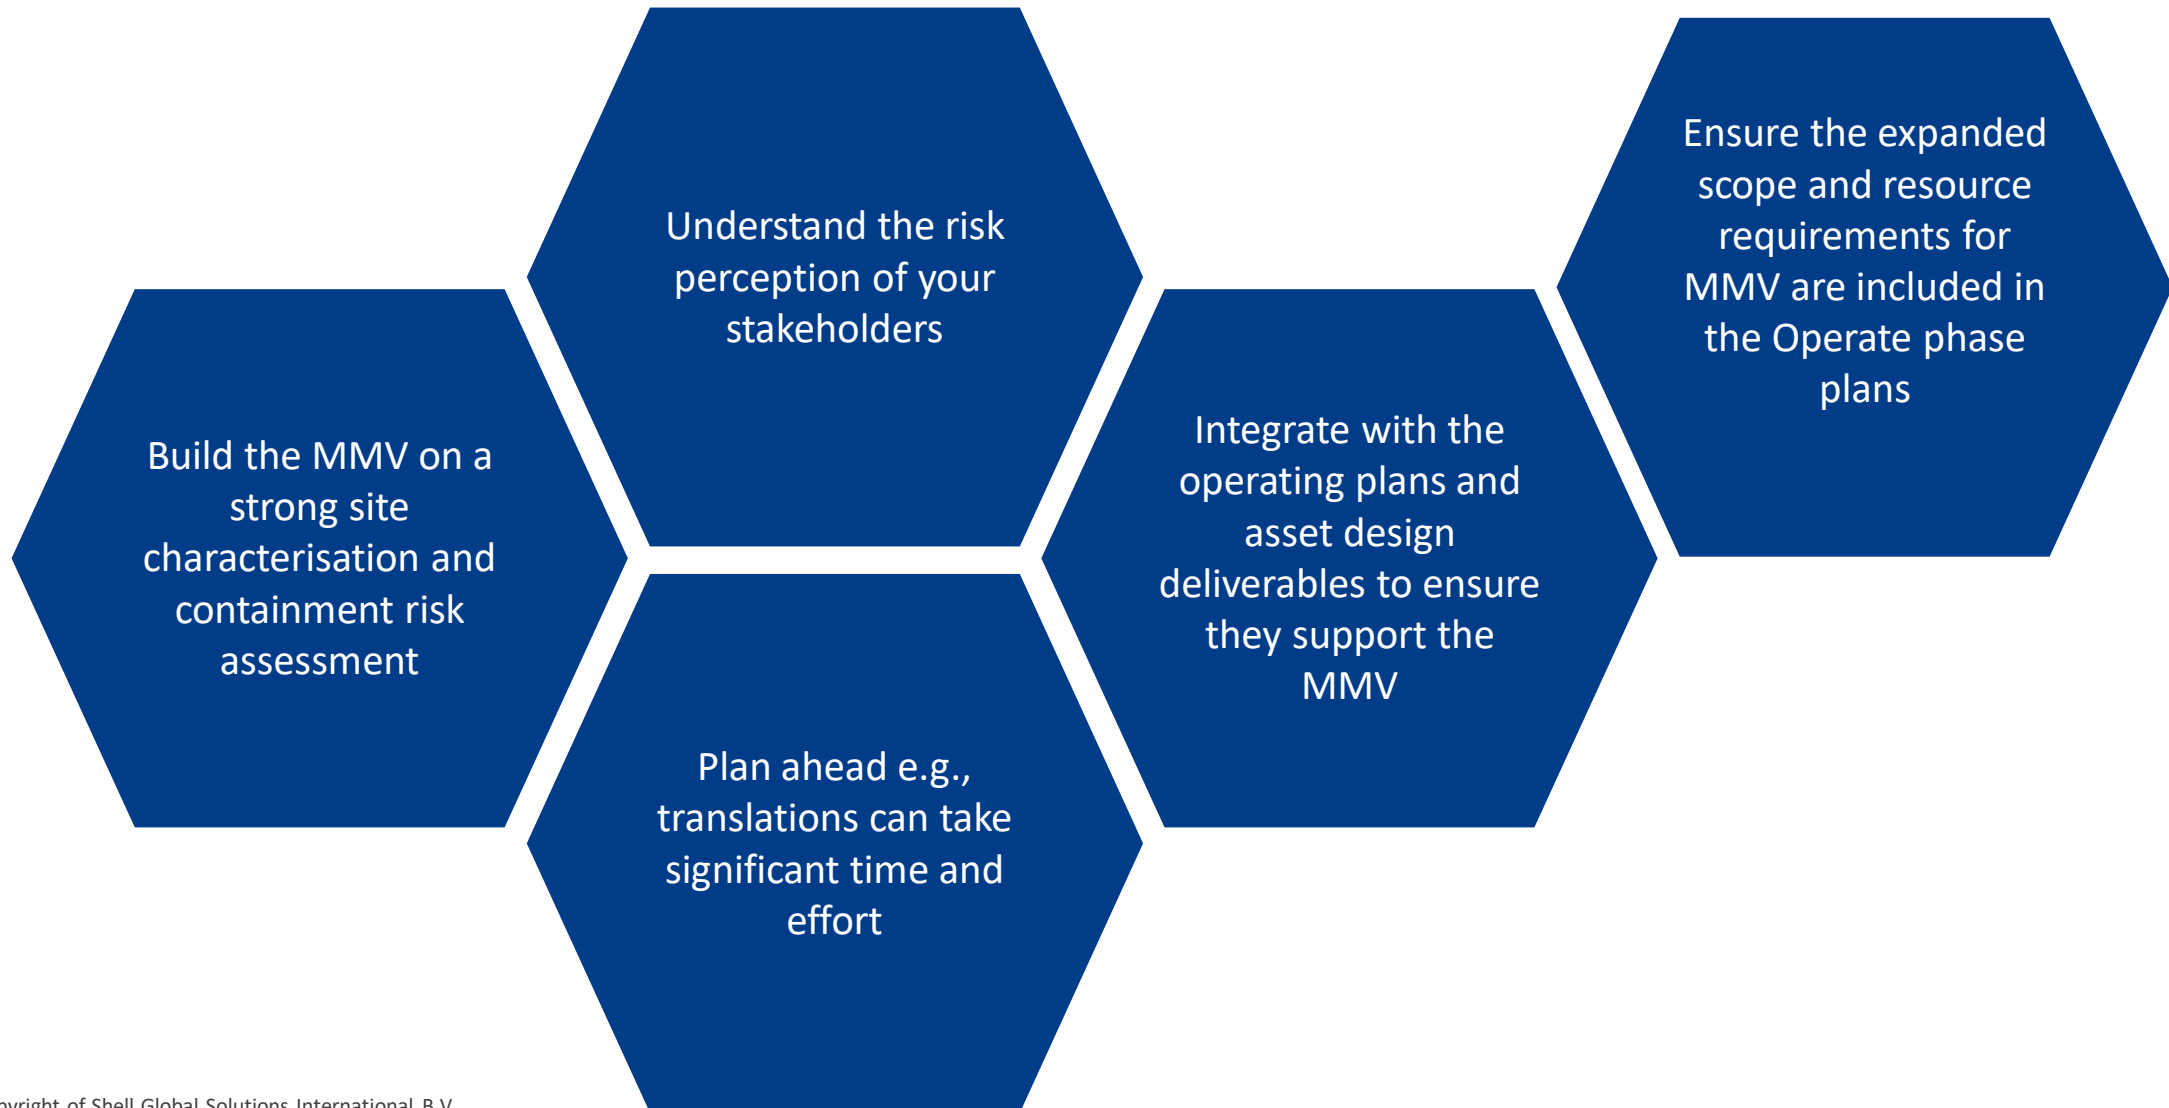 Build the MMV on a
strong site
characterisation and
containment risk
assessment
Understand the risk
perception of your
stakeholders
Plan ahead e.g.,
translations can take
significant time and
effort
Integrate with the
operating plans and
asset design
deliverables to ensure
they support the
MMV
Ensure the expanded
scope and resource
requirements for
MMV are included in
the Operate phase
plans
of Shell Global Solutions International B.V.